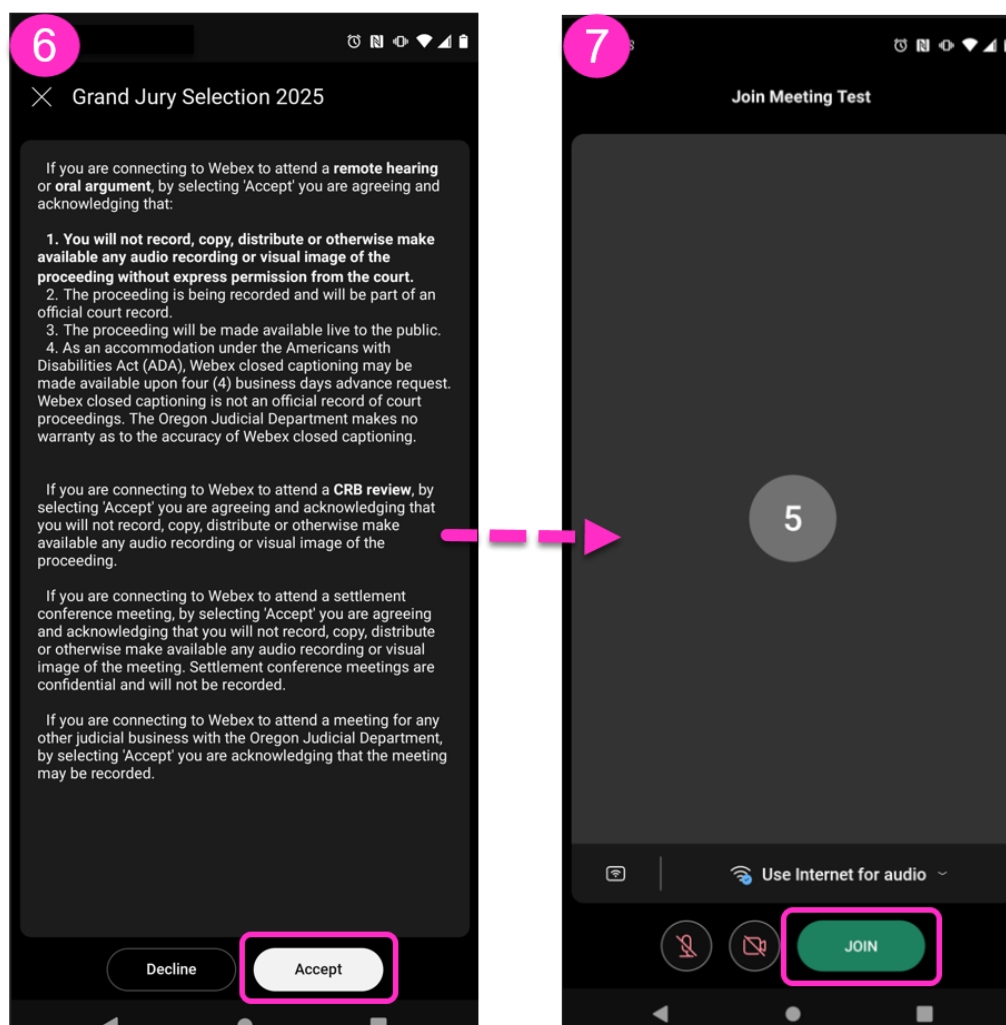 6
Grand Jury Selection 2025
If you are connecting to Webex to attend a remote hearing
or oral argument, by selecting 'Accept' you are agreeing and
acknowledging that:
1. You will not record, copy, distribute or otherwise make
available any audio recording or visual image of the
proceeding without express permission from the court.
2. The proceeding is being recorded and will be part of an
official court record.
3. The proceeding will be made available live to the public.
4. As an accommodation under the Americans with
Disabilities Act (ADA), Webex closed captioning may be
made available upon four (4) business days advance request.
Webex closed captioning is not an official record of court
proceedings. The Oregon Judicial Department makes no
warranty as to the accuracy of Webex closed captioning.
If you are connecting to Webex to attend a CRB review, by
selecting 'Accept' you are agreeing and acknowledging that
you will not record, copy, distribute or otherwise make
available any audio recording or visual image of the
proceeding.
If you are connecting to Webex to attend a settlement
conference meeting, by selecting 'Accept' you are agreeing
and acknowledging that you will not record, copy, distribute
or otherwise make available any audio recording or visual
image of the meeting. Settlement conference meetings are
confidential and will not be recorded.
If you are connecting to Webex to attend a meeting for any
other judicial business with the Oregon Judicial Department,
by selecting 'Accept' you are acknowledging that the meeting
may be recorded.
Decline
Accept
7
Join Meeting Test
5
Use Internet for audio
JOIN